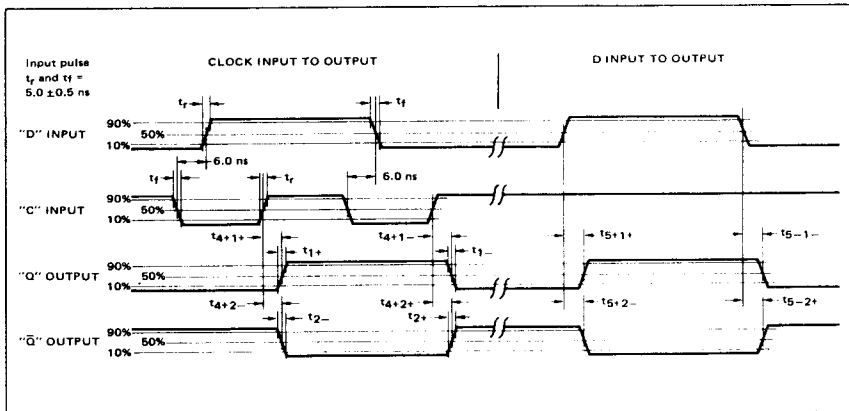 Input pulse
tr and tf =
5.0 ±0.5 ns
CLOCK INPUT TO OUTPUT
D INPUT TO OUTPUT
tr
tf
"D" INPUT
90%
50%
10%
6.0 ns
6.0 ns
tf
tr
"C" INPUT
90%
50%
10%
t4+1+
t1+
t4+1–
t1–
t5+1+
t5–1–
"Q" OUTPUT
90%
50%
10%
t4+2–
t2–
t4+2+
t2+
t5+2–
t5–2+
"Q̅" OUTPUT
90%
50%
10%